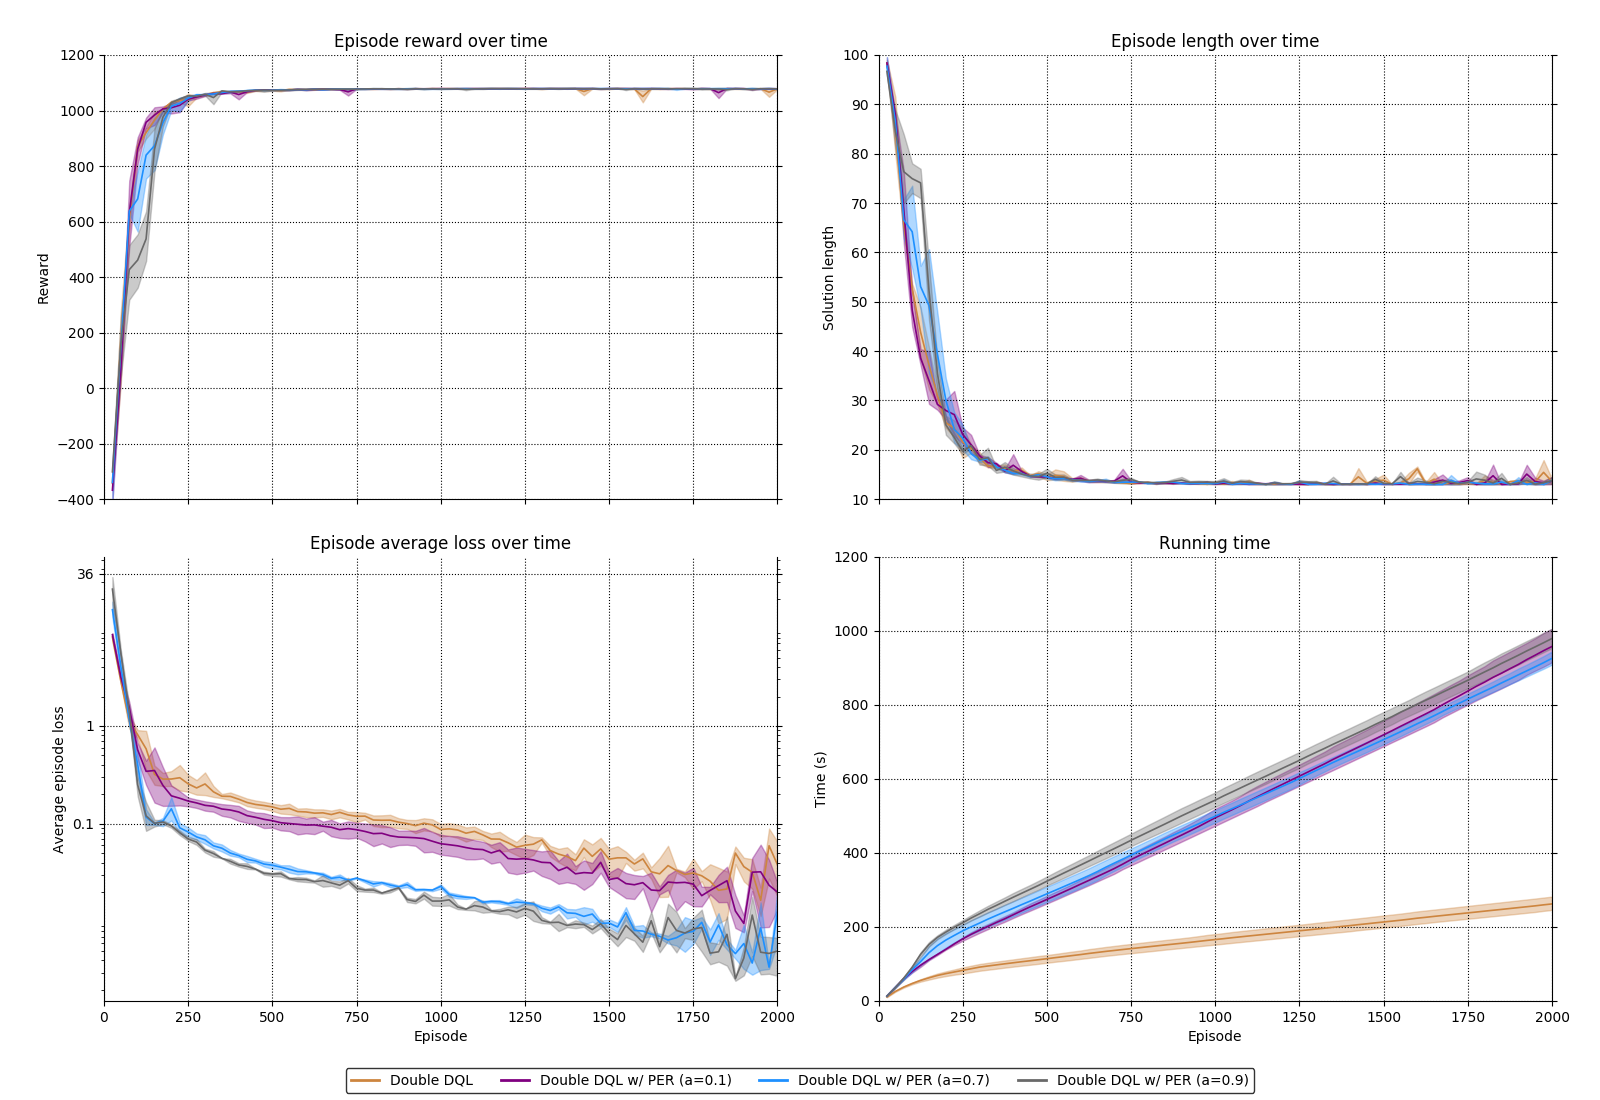 Episode reward over time
1200
1000
800
600
400
200
0
−200
−400
Reward
Episode length over time
100
90
80
70
60
50
40
30
20
10
Solution length
Episode average loss over time
36
1
0.1
Average episode loss
0 250 500 750 1000 1250 1500 1750 2000
Episode
Running time
1200
1000
800
600
400
200
0
Time (s)
0 250 500 750 1000 1250 1500 1750 2000
Episode
Double DQL Double DQL w/ PER (a=0.1) Double DQL w/ PER (a=0.7) Double DQL w/ PER (a=0.9)